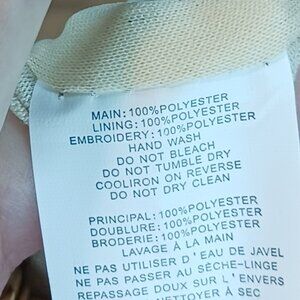 MAIN: 100%POLYESTER
LINING: 100%POLYESTER
EMBROIDERY: 100%POLYESTER
HAND WASH
DO NOT BLEACH
DO NOT TUMBLE DRY
COOLIRON ON REVERSE
DO NOT DRY CLEAN
PRINCIPAL: 100%POLYESTER
DOUBLURE: 100%POLYESTER
BRODERIE: 100%POLYESTER
LAVAGE À LA MAIN
NE PAS UTILISER D'EAU DE JAVEL
NE PAS PASSER AU SÈCHE-LINGE
REPASSAGE DOUX SUR L'ENVERS
NETTOYER À SEC